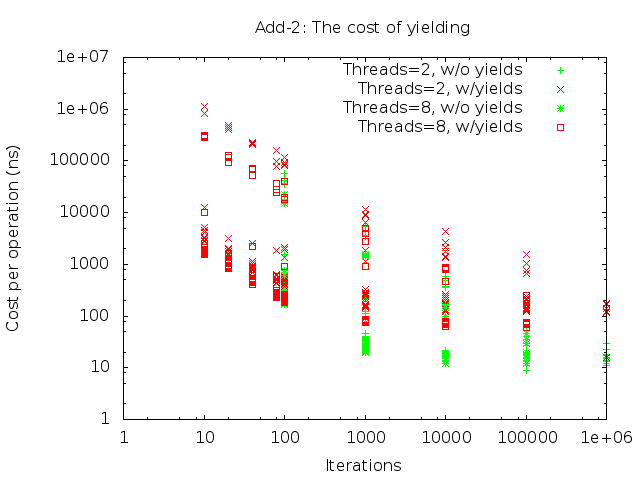 Add-2: The cost of yielding
1e+07
1e+06
100000
10000
1000
100
10
1
Cost per operation (ns)
Threads=2, w/o yields
Threads=2, w/yields
Threads=8, w/o yields
Threads=8, w/yields
1 10 100 1000 10000 100000 1e+06
Iterations